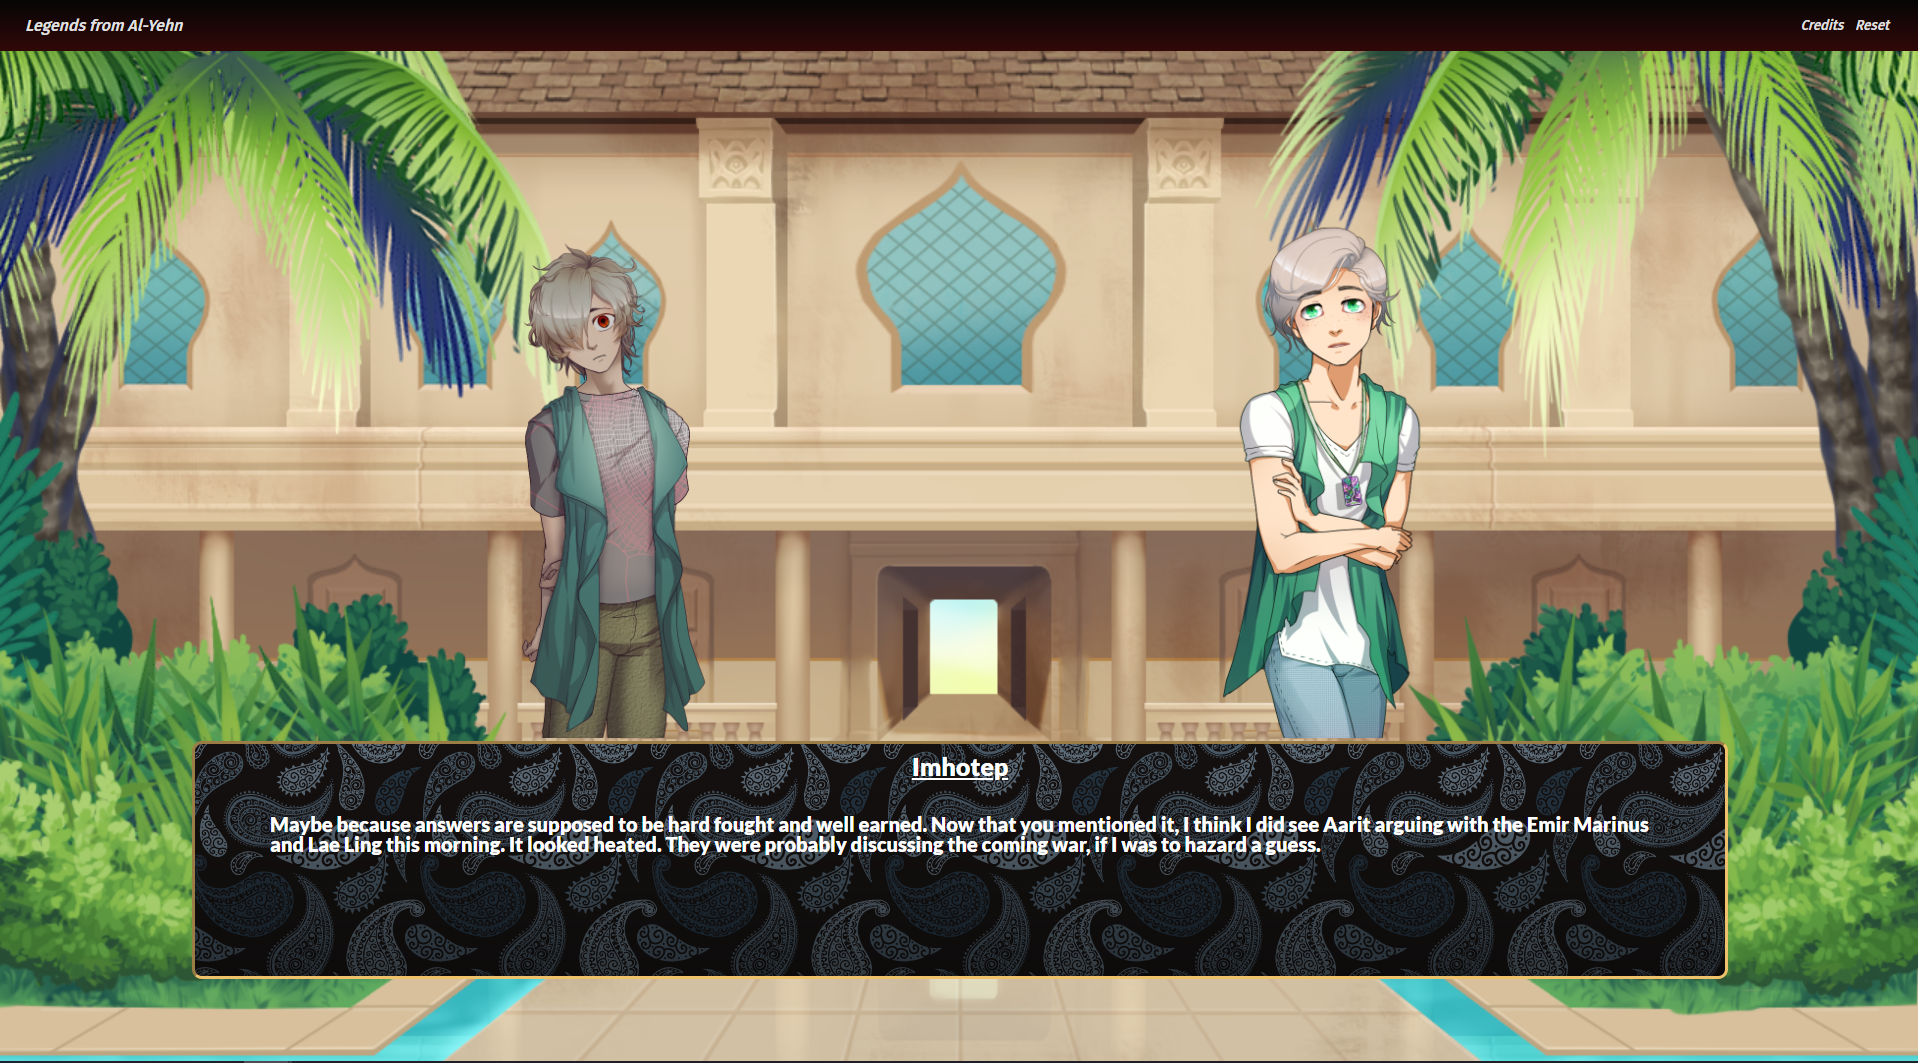 Legends from Al-Yehn
Credits Reset
Imhotep
Maybe because answers are supposed to be hard fought and well earned. Now that you mentioned it, I think I did see Aarit arguing with the Emir Marinus
and Lae Ling this morning. It looked heated. They were probably discussing the coming war, if I was to hazard a guess.